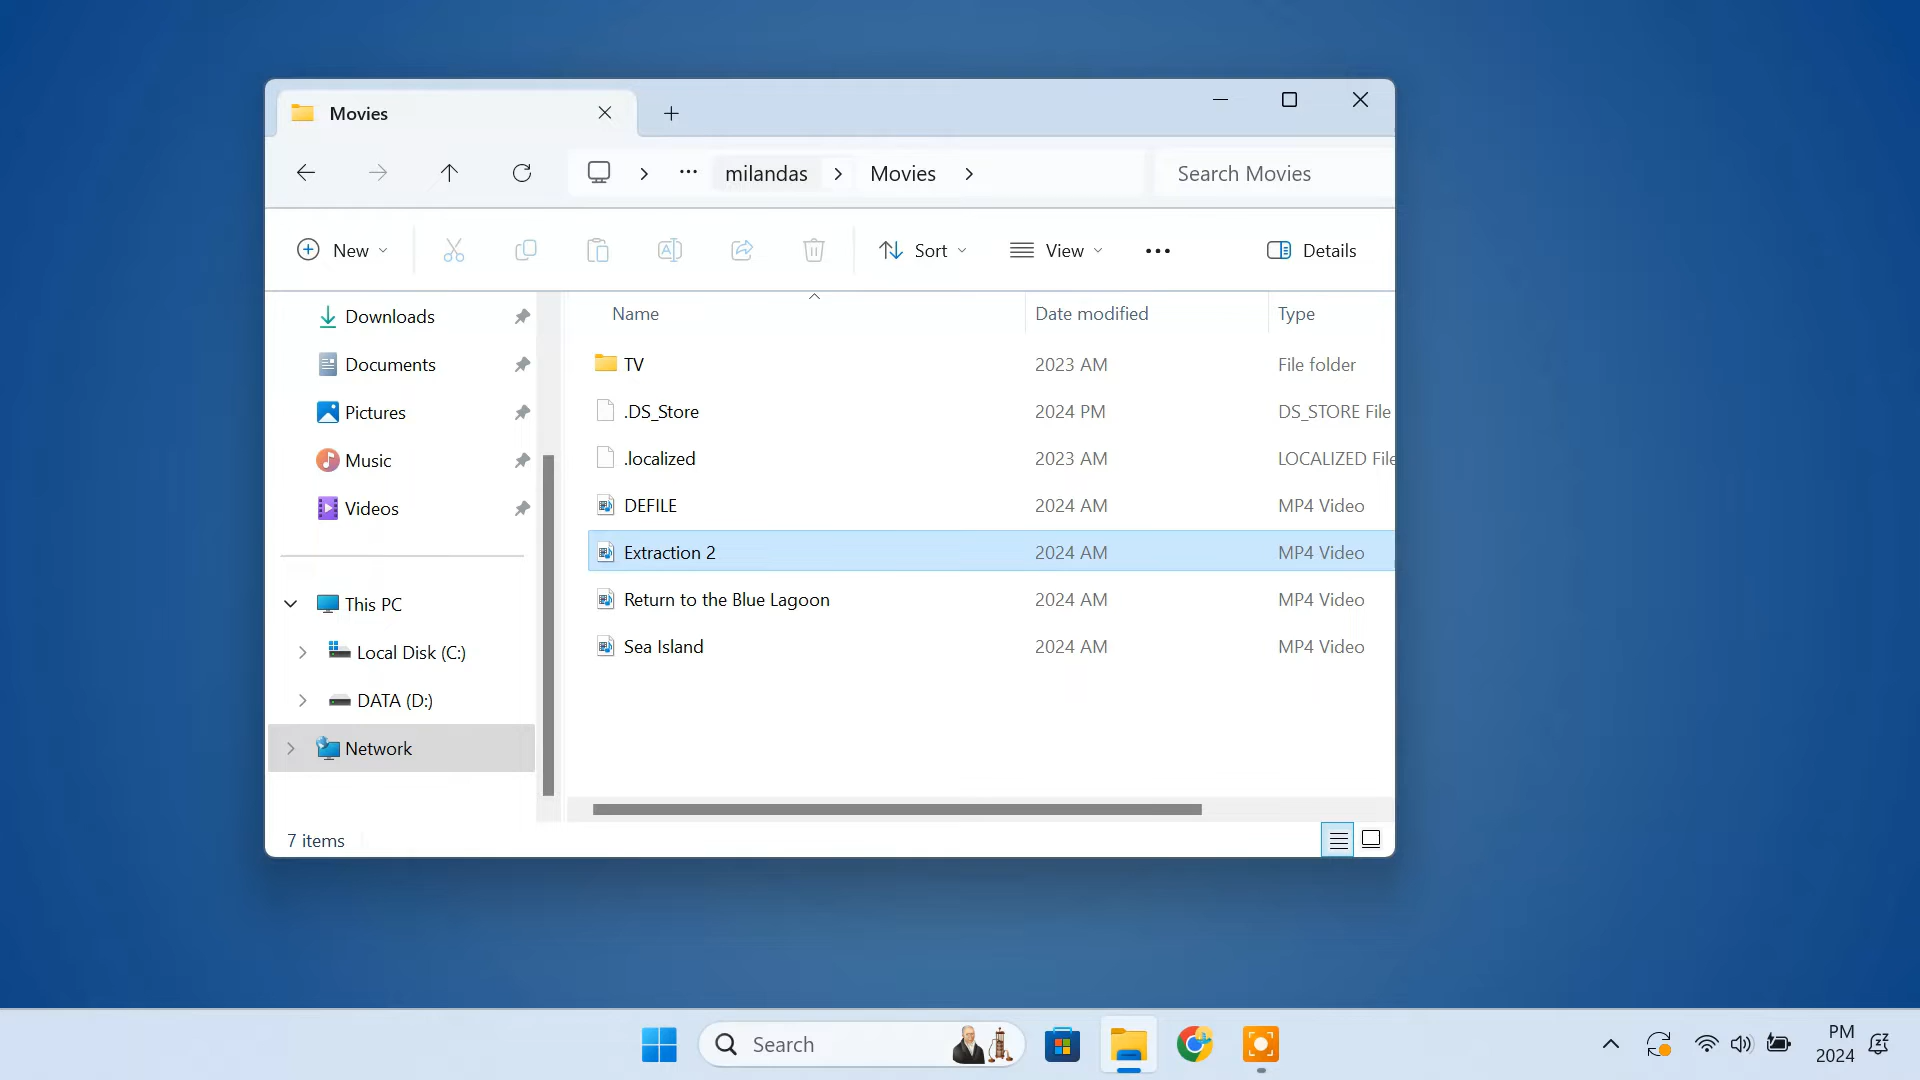 Movies
milandas
Movies
Search Movies
New
Sort
View
Details
Name
Date modified
Type
Downloads
Documents
Pictures
Music
Videos
This PC
Local Disk (C:)
DATA (D:)
Network
TV
2023 AM
File folder
.DS_Store
2024 PM
DS_STORE File
.localized
2023 AM
LOCALIZED File
DEFILE
2024 AM
MP4 Video
Extraction 2
2024 AM
MP4 Video
Return to the Blue Lagoon
2024 AM
MP4 Video
Sea Island
2024 AM
MP4 Video
7 items
Search
PM
2024